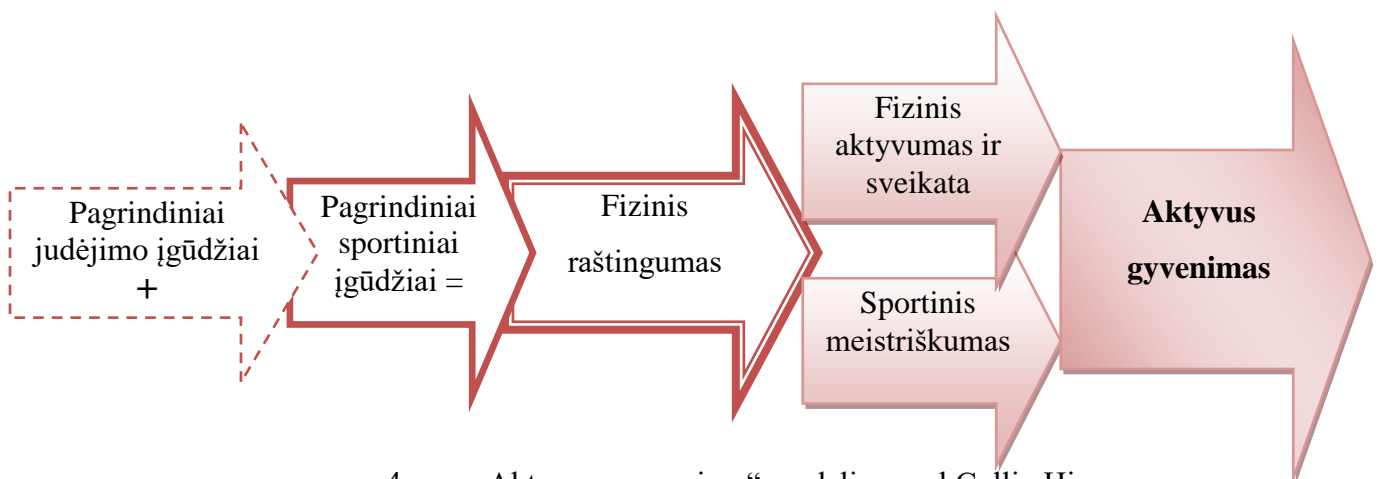 Pagrindiniai
judėjimo įgūdžiai
+
Pagrindiniai
sportiniai
įgūdžiai =
Fizinis
raštingumas
Fizinis
aktyvumas ir
sveikata
Sportinis
meistriškumas
Aktyvus
gyvenimas